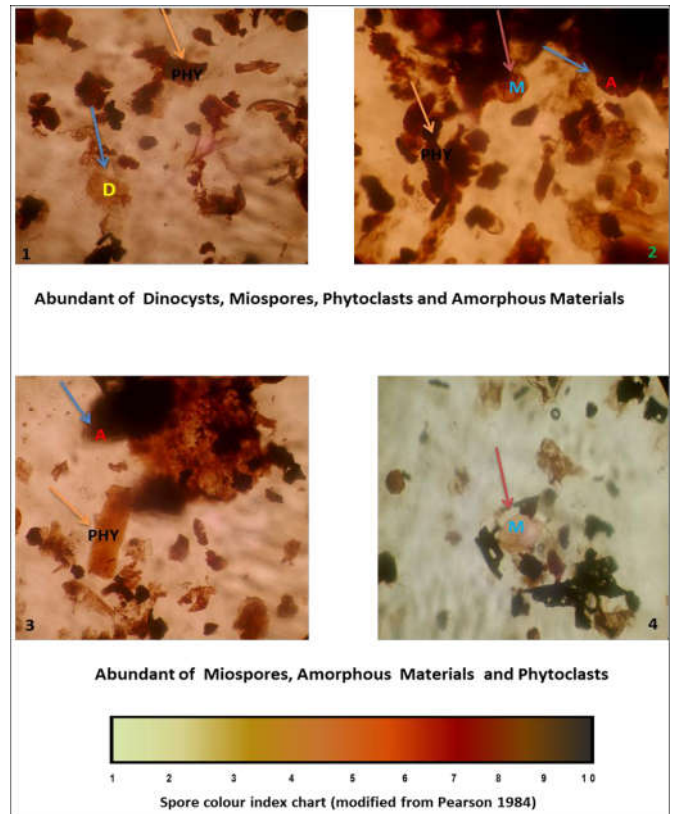 PHY
D
1
M
A
PHY
2
Abundant of Dinocysts, Miospores, Phytoclasts and Amorphous Materials
A
PHY
3
M
4
Abundant of Miospores, Amorphous Materials and Phytoclasts
1 2 3 4 5 6 7 8 9 10
Spore colour index chart (modified from Pearson 1984)